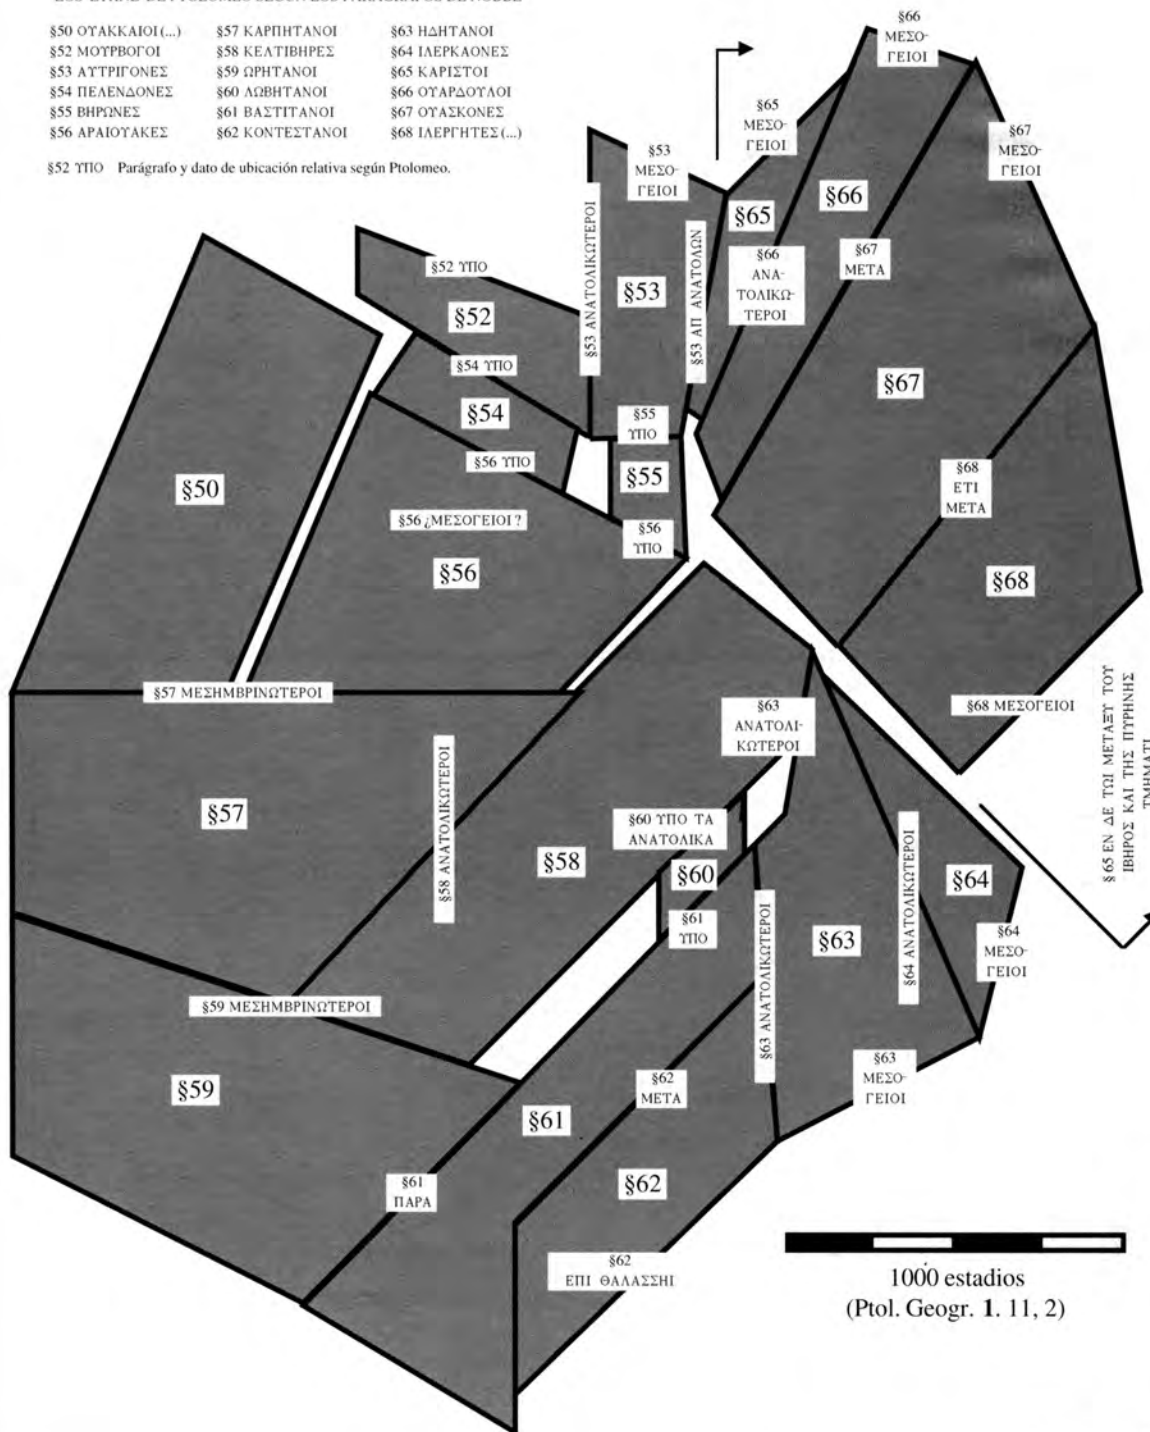 §50 ΟΥΑΚΚΑΙΟΙ (...)
§57 ΚΑΡΠΗΤΑΝΟΙ
§63 ΗΔΗΤΑΝΟΙ
§52 ΜΟΥΡΒΟΓΟΙ
§58 ΚΕΛΤΙΒΗΡΕΣ
§64 ΙΛΕΡΚΑΟΝΕΣ
§53 ΑΥΤΡΙΓΟΝΕΣ
§59 ΩΡΗΤΑΝΟΙ
§65 ΚΑΡΙΣΤΟΙ
§54 ΠΕΛΕΝΔΟΝΕΣ
§60 ΛΩΒΗΤΑΝΟΙ
§66 ΟΥΑΡΔΟΥΛΟΙ
§55 ΒΗΡΩΝΕΣ
§61 ΒΑΣΤΙΤΑΝΟΙ
§67 ΟΥΑΣΚΟΝΕΣ
§56 ΑΡΑΙΟΥΑΚΕΣ
§62 ΚΟΝΤΕΣΤΑΝΟΙ
§68 ΙΛΕΡΓΗΤΕΣ (...)
§52 ΥΠΟ Parágrafo y dato de ubicación relativa según Ptolomeo.
§66
ΜΕΣΟ-
ΓΕΙΟΙ
§65
ΜΕΣΟ-
ΓΕΙΟΙ
§67
ΜΕΣΟ-
ΓΕΙΟΙ
§53
ΜΕΣΟ-
ΓΕΙΟΙ
§65
§66
§53 ΑΝΑΤΟΛΙΚΩΤΕΡΟΙ
§53
§53 ΑΠ ΑΝΑΤΟΛΩΝ
§66
ΑΝΑ-
ΤΟΛΙΚΩ-
ΤΕΡΟΙ
§67
ΜΕΤΑ
§52 ΥΠΟ
§52
§54 ΥΠΟ
§54
§56 ΥΠΟ
§55
ΥΠΟ
§55
§56
ΥΠΟ
§67
§68
ΕΤΙ
ΜΕΤΑ
§68
§68 ΜΕΣΟΓΕΙΟΙ
§50
§56 ¿ΜΕΣΟΓΕΙΟΙ ?
§56
§57 ΜΕΣΗΜΒΡΙΝΩΤΕΡΟΙ
§57
§58 ΑΝΑΤΟΛΙΚΩΤΕΡΟΙ
§58
§63
ΑΝΑΤΟΛΙ-
ΚΩΤΕΡΟΙ
§60 ΥΠΟ ΤΑ
ΑΝΑΤΟΛΙΚΑ
§60
§61
ΥΠΟ
§63 ΑΝΑΤΟΛΙΚΩΤΕΡΟΙ
§63
§64 ΑΝΑΤΟΛΙΚΩΤΕΡΟΙ
§64
§64
ΜΕΣΟ-
ΓΕΙΟΙ
§65 ΕΝ ΔΕ ΤΩΙ ΜΕΤΑΞΥ ΤΟΥ
ΙΒΗΡΟΣ ΚΑΙ ΤΗΣ ΠΥΡΗΝΗΣ
ΤΜΗΜΑΤΙ
§59 ΜΕΣΗΜΒΡΙΝΩΤΕΡΟΙ
§59
§61
§62
ΜΕΤΑ
§63
ΜΕΣΟ-
ΓΕΙΟΙ
§61
ΠΑΡΑ
§62
§62
ΕΠΙ ΘΑΛΑΣΣΗΙ
1000 estadios
(Ptol. Geogr. 1. 11, 2)